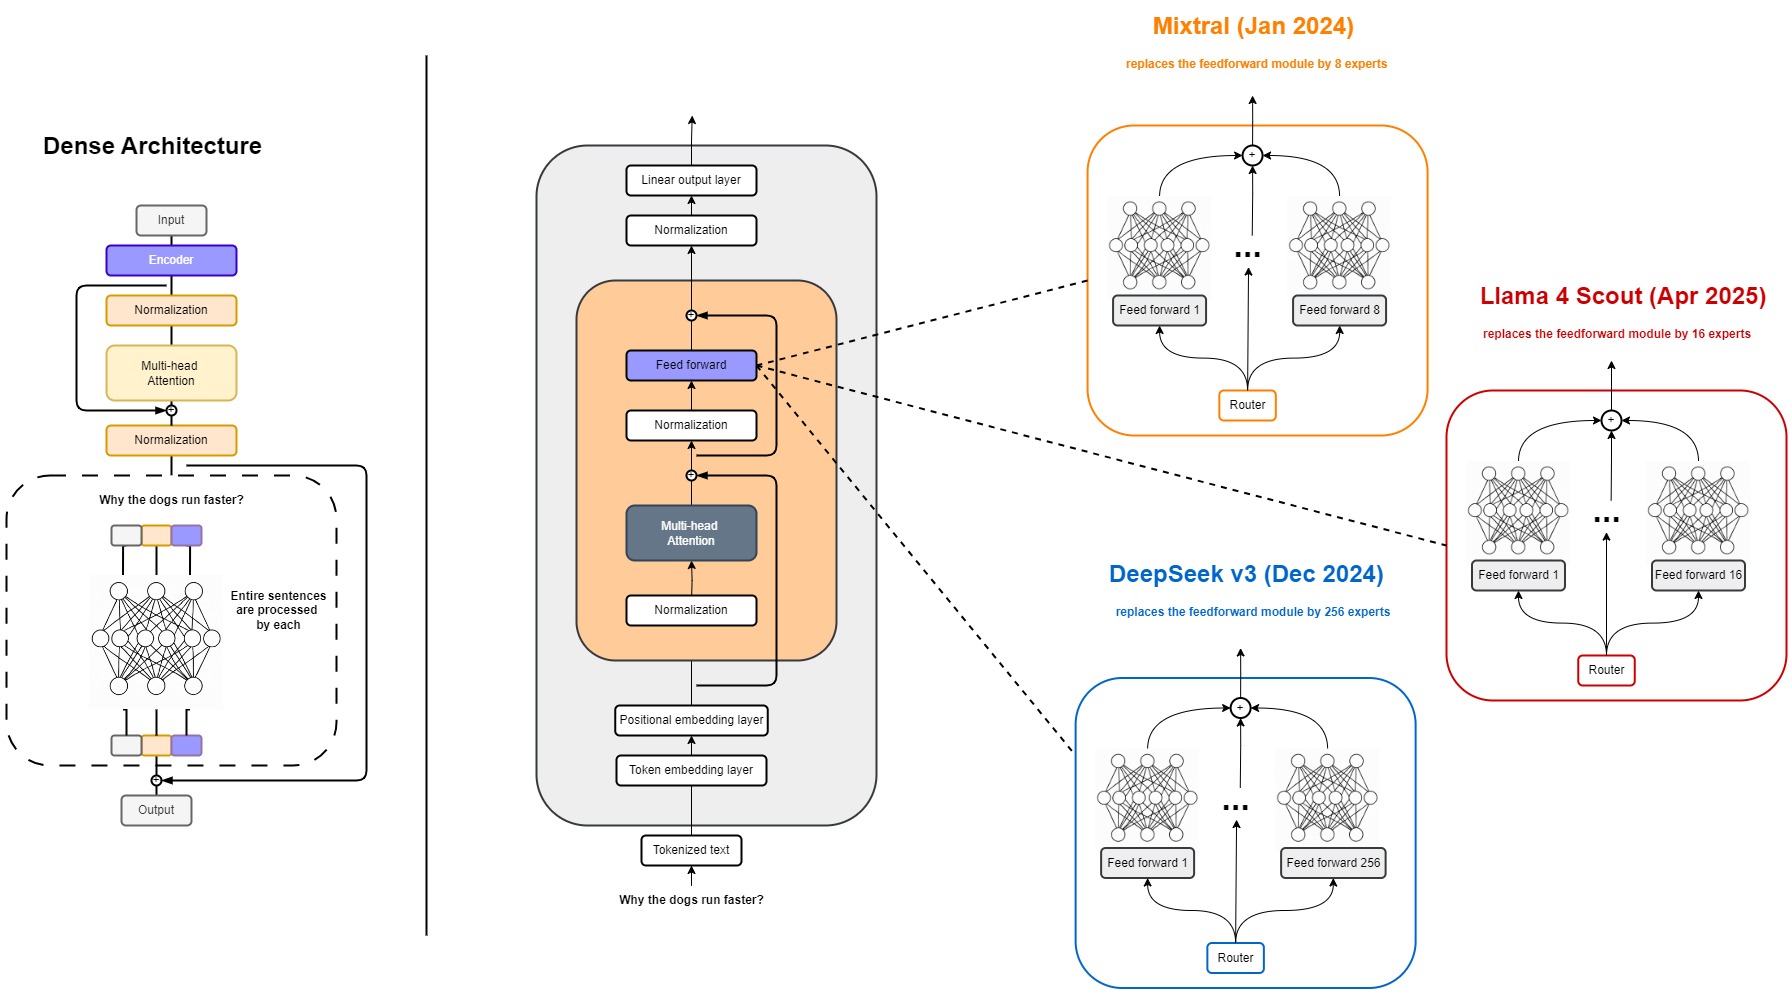 Dense Architecture
Input
Encoder
Normalization
Multi-head
Attention
+
Normalization
Why the dogs run faster?
Entire sentences
are processed
by each
+
Output
Linear output layer
Normalization
+
Feed forward
Normalization
+
Multi-head
Attention
Normalization
Positional embedding layer
Token embedding layer
Tokenized text
Why the dogs run faster?
Mixtral (Jan 2024)
replaces the feedforward module by 8 experts
+
...
Feed forward 1
Feed forward 8
Router
Llama 4 Scout (Apr 2025)
replaces the feedforward module by 16 experts
+
...
Feed forward 1
Feed forward 16
Router
DeepSeek v3 (Dec 2024)
replaces the feedforward module by 256 experts
+
...
Feed forward 1
Feed forward 256
Router